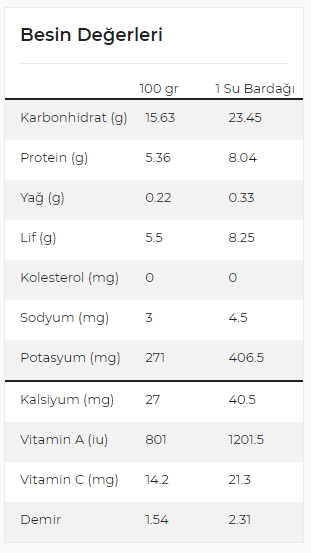 Besin Değerleri
100 gr 1 Su Bardağı
Karbonhidrat (g) 15.63 23.45
Protein (g) 5.36 8.04
Yağ (g) 0.22 0.33
Lif (g) 5.5 8.25
Kolesterol (mg) 0 0
Sodyum (mg) 3 4.5
Potasyum (mg) 271 406.5
Kalsiyum (mg) 27 40.5
Vitamin A (iu) 801 1201.5
Vitamin C (mg) 14.2 21.3
Demir 1.54 2.31